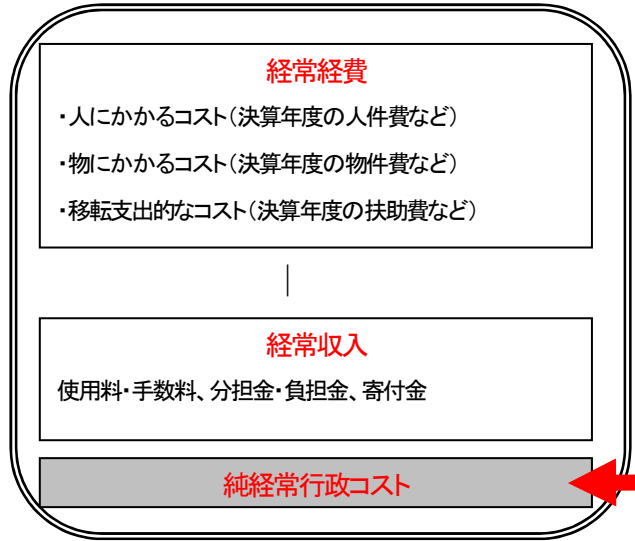 経常経費
・人にかかるコスト（決算年度の人件費など）
・物にかかるコスト（決算年度の物件費など）
・移転支出的なコスト（決算年度の扶助費など）
｜
経常収入
使用料・手数料、分担金・負担金、寄付金
純経常行政コスト